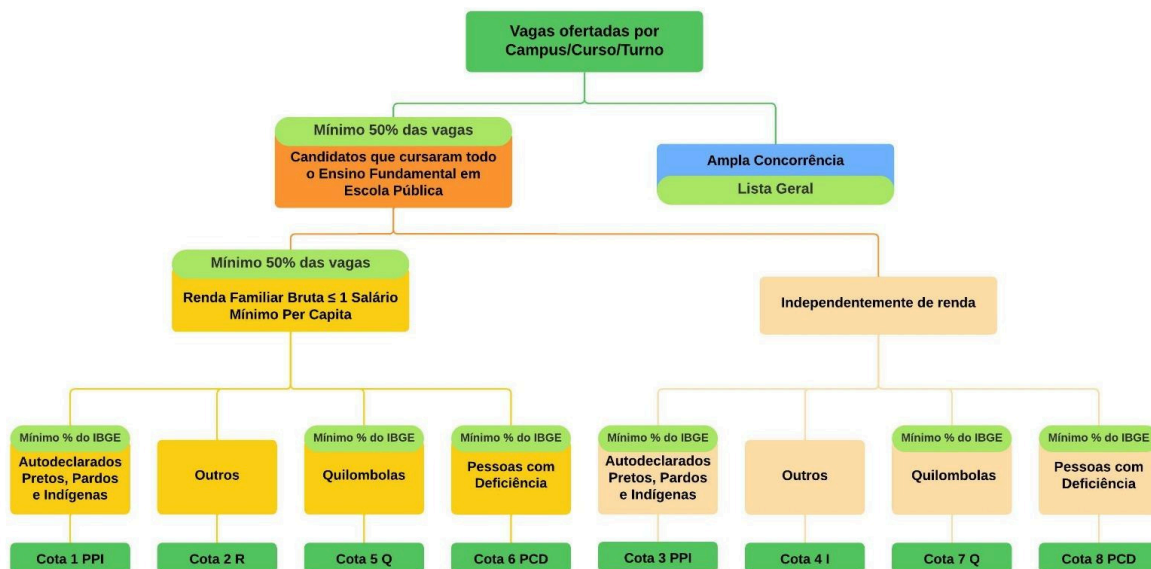 Vagas ofertadas por
Campus/Curso/Turno
Mínimo 50% das vagas
Candidatos que cursaram todo
o Ensino Fundamental em
Escola Pública
Ampla Concorrência
Lista Geral
Mínimo 50% das vagas
Renda Familiar Bruta ≤ 1 Salário
Mínimo Per Capita
Independentemente de renda
Mínimo % do IBGE
Autodeclarados
Pretos, Pardos
e Indígenas
Outros
Mínimo % do IBGE
Quilombolas
Mínimo % do IBGE
Pessoas com
Deficiência
Mínimo % do IBGE
Autodeclarados
Pretos, Pardos
e Indígenas
Outros
Mínimo % do IBGE
Quilombolas
Mínimo % do IBGE
Pessoas com
Deficiência
Cota 1 PPI
Cota 2 R
Cota 5 Q
Cota 6 PCD
Cota 3 PPI
Cota 4 I
Cota 7 Q
Cota 8 PCD